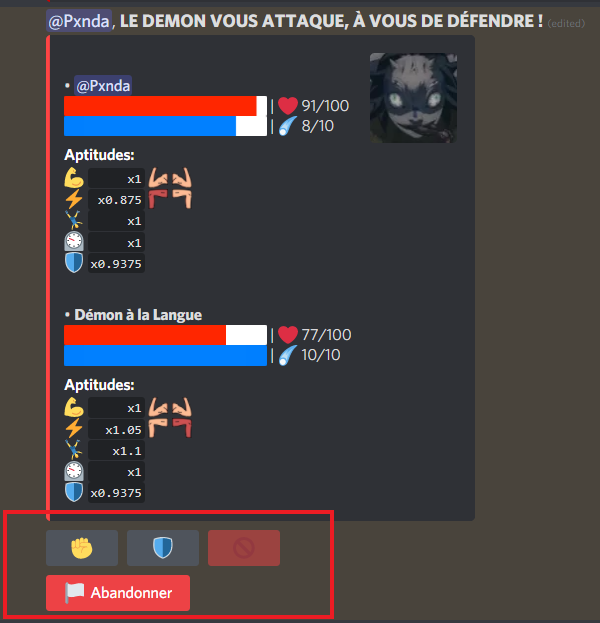 @Pxnda, LE DEMON VOUS ATTAQUE, À VOUS DE DÉFENDRE ! (edited)
• @Pxnda
| 91/100
| 8/10
Aptitudes:
x1
x0.875
x1
x1
x0.9375
• Démon à la Langue
| 77/100
| 10/10
Aptitudes:
x1
x1.05
x1.1
x1
x0.9375
Abandonner